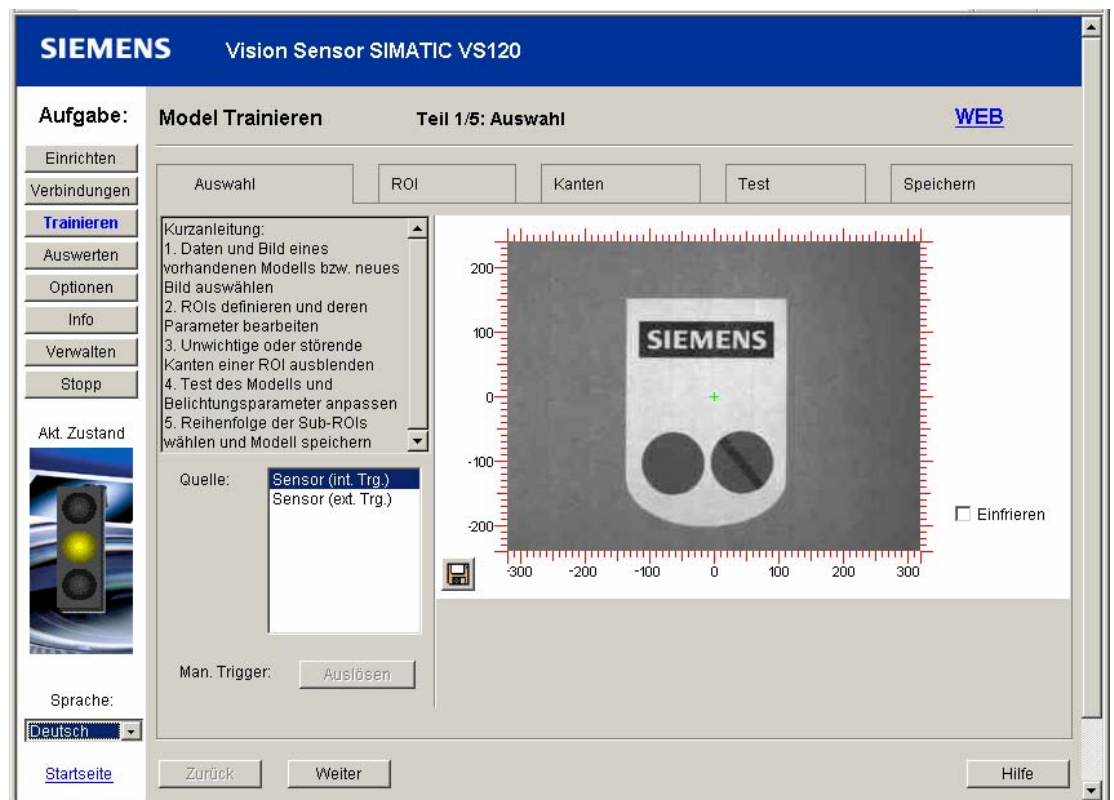 SIEMENS Vision Sensor SIMATIC VS120
Aufgabe:
Model Trainieren Teil 1/5: Auswahl WEB
Einrichten
Verbindungen
Trainieren
Auswerten
Optionen
Info
Verwalten
Stopp
Akt. Zustand
Sprache:
Deutsch
Startseite
Auswahl ROI Kanten Test Speichern
Kurzanleitung:
1. Daten und Bild eines
vorhandenen Modells bzw. neues
Bild auswählen
2. ROIs definieren und deren
Parameter bearbeiten
3. Unwichtige oder störende
Kanten einer ROI ausblenden
4. Test des Modells und
Belichtungsparameter anpassen
5. Reihenfolge der Sub-ROIs
wählen und Modell speichern
Quelle:
Sensor (int. Trg.)
Sensor (ext. Trg.)
Man. Trigger: Auslösen
200
100
0
-100
-200
-300 -200 -100 0 100 200 300
SIEMENS
Einfrieren
Zurück Weiter Hilfe